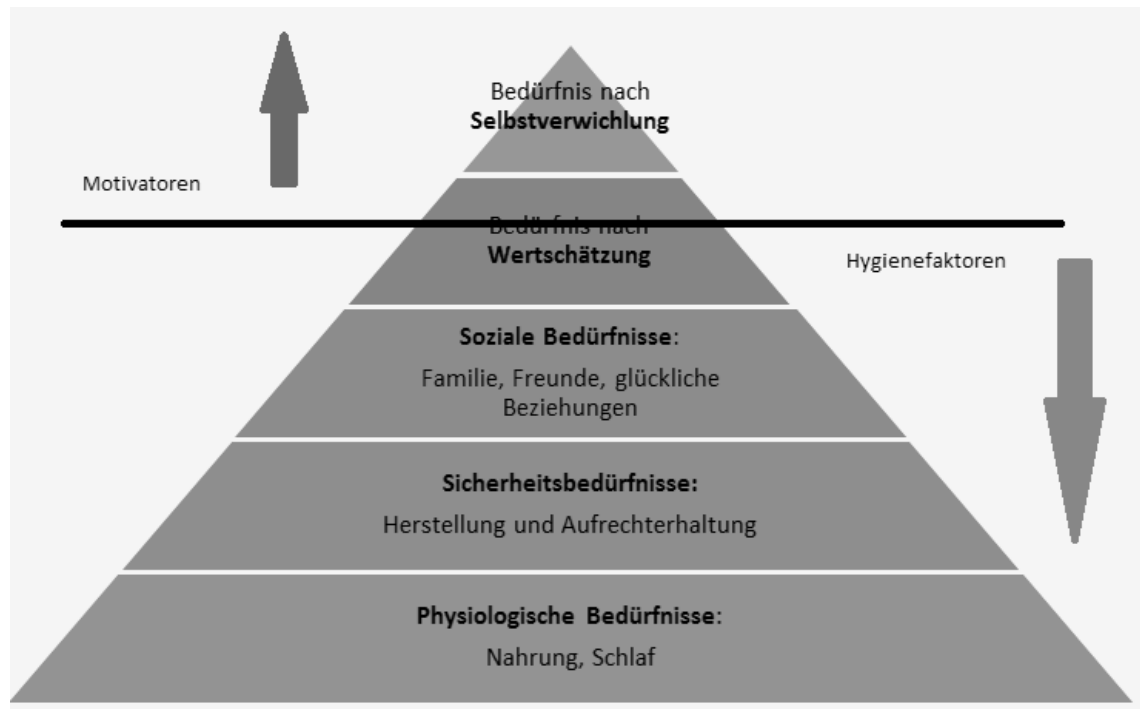 Bedürfnis nach
Selbstverwichlung
Motivatoren
Bedürfnis nach
Wertschätzung
Hygienefaktoren
Soziale Bedürfnisse:
Familie, Freunde, glückliche
Beziehungen
Sicherheitsbedürfnisse:
Herstellung und Aufrechterhaltung
Physiologische Bedürfnisse:
Nahrung, Schlaf